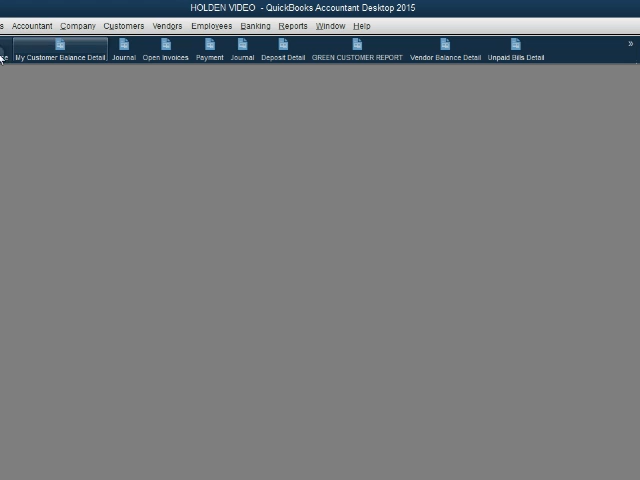 HOLDEN VIDEO - QuickBooks Accountant Desktop 2015
s Accountant Company Customers Vendors Employees Banking Reports Window Help
My Customer Balance Detail Journal Open Invoices Payment Journal Deposit Detail GREEN CUSTOMER REPORT Vendor Balance Detail Unpaid Bills Detail